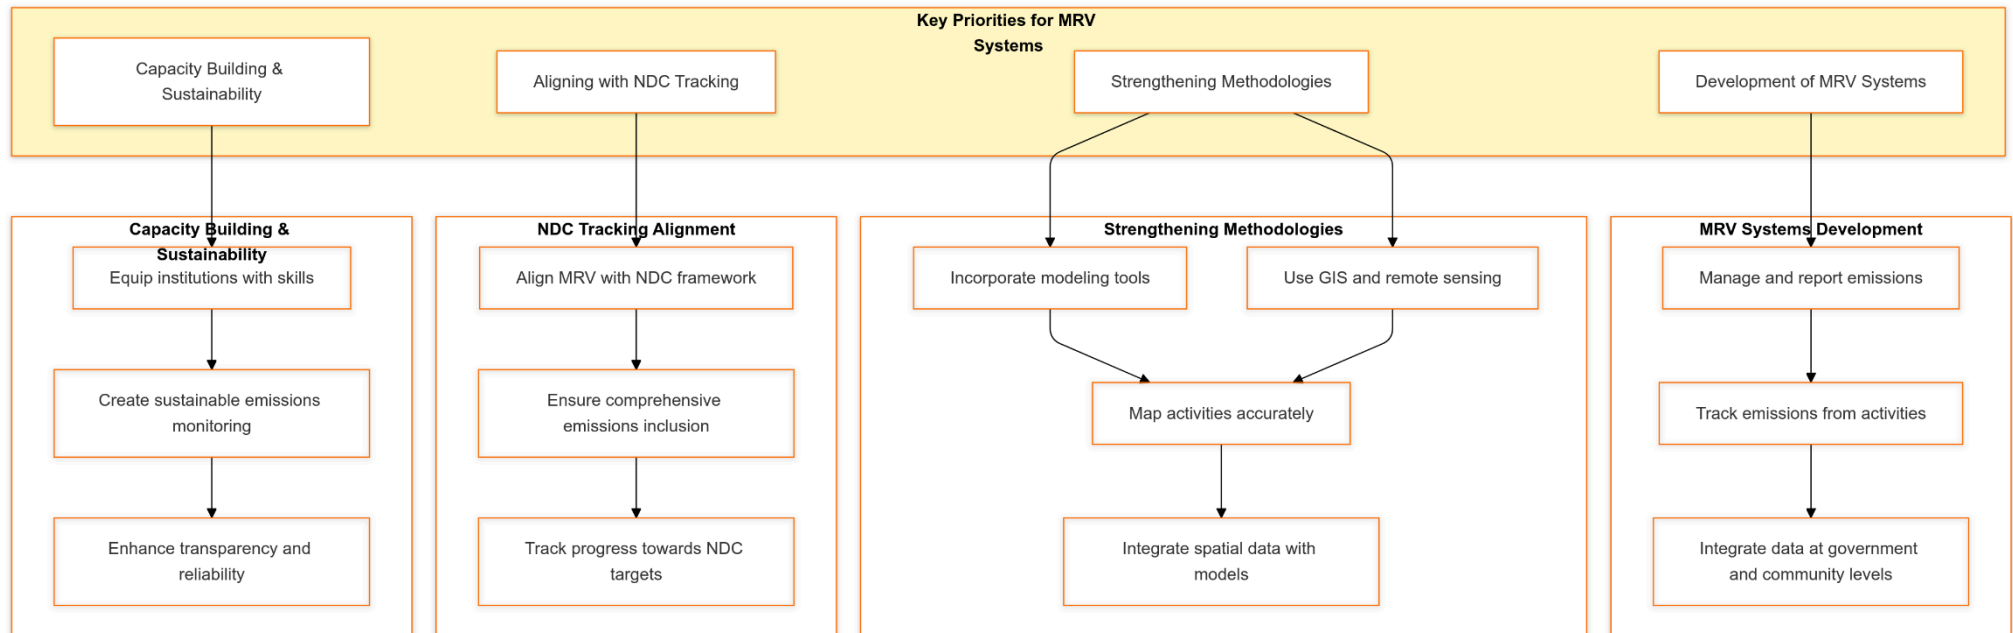 Key Priorities for MRV
Systems
Capacity Building &
Sustainability
Aligning with NDC Tracking
Strengthening Methodologies
Development of MRV Systems
Capacity Building &
Sustainability
Equip institutions with skills
Create sustainable emissions
monitoring
Enhance transparency and
reliability
NDC Tracking Alignment
Align MRV with NDC framework
Ensure comprehensive
emissions inclusion
Track progress towards NDC
targets
Strengthening Methodologies
Incorporate modeling tools
Use GIS and remote sensing
Map activities accurately
Integrate spatial data with
models
MRV Systems Development
Manage and report emissions
Track emissions from activities
Integrate data at government
and community levels